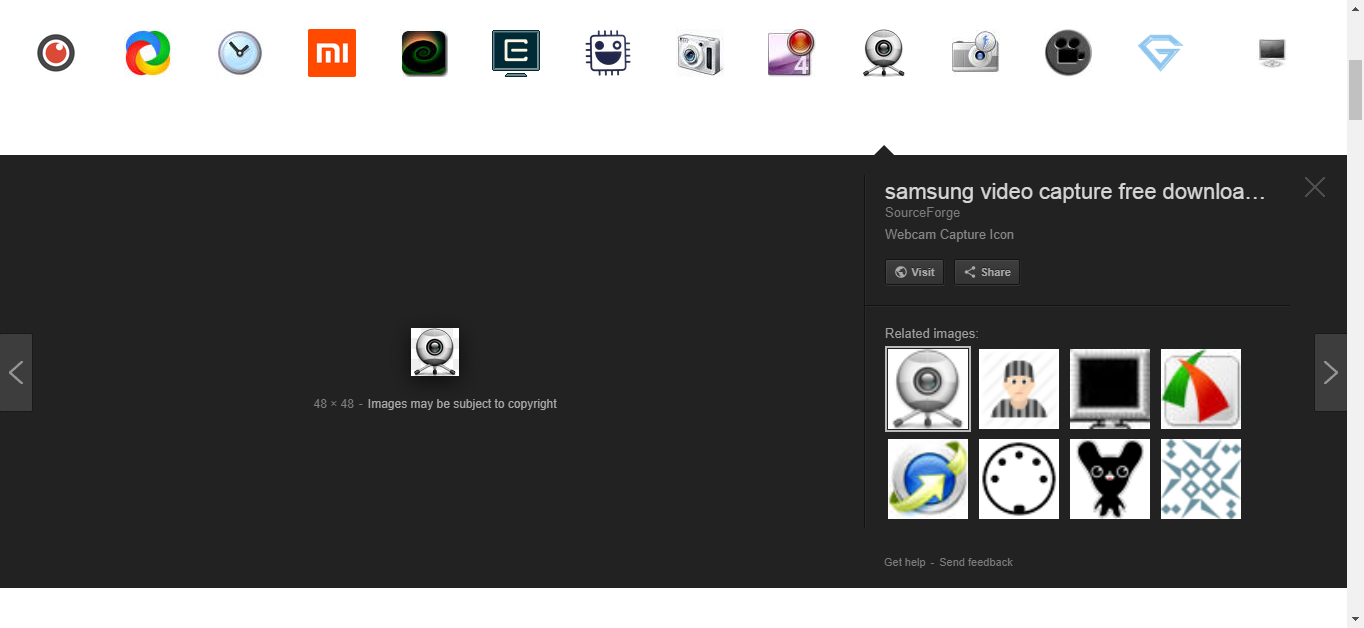 mi
E
4
samsung video capture free downloa...
SourceForge
Webcam Capture Icon
Visit
Share
Related images:
48 × 48 - Images may be subject to copyright
Get help - Send feedback